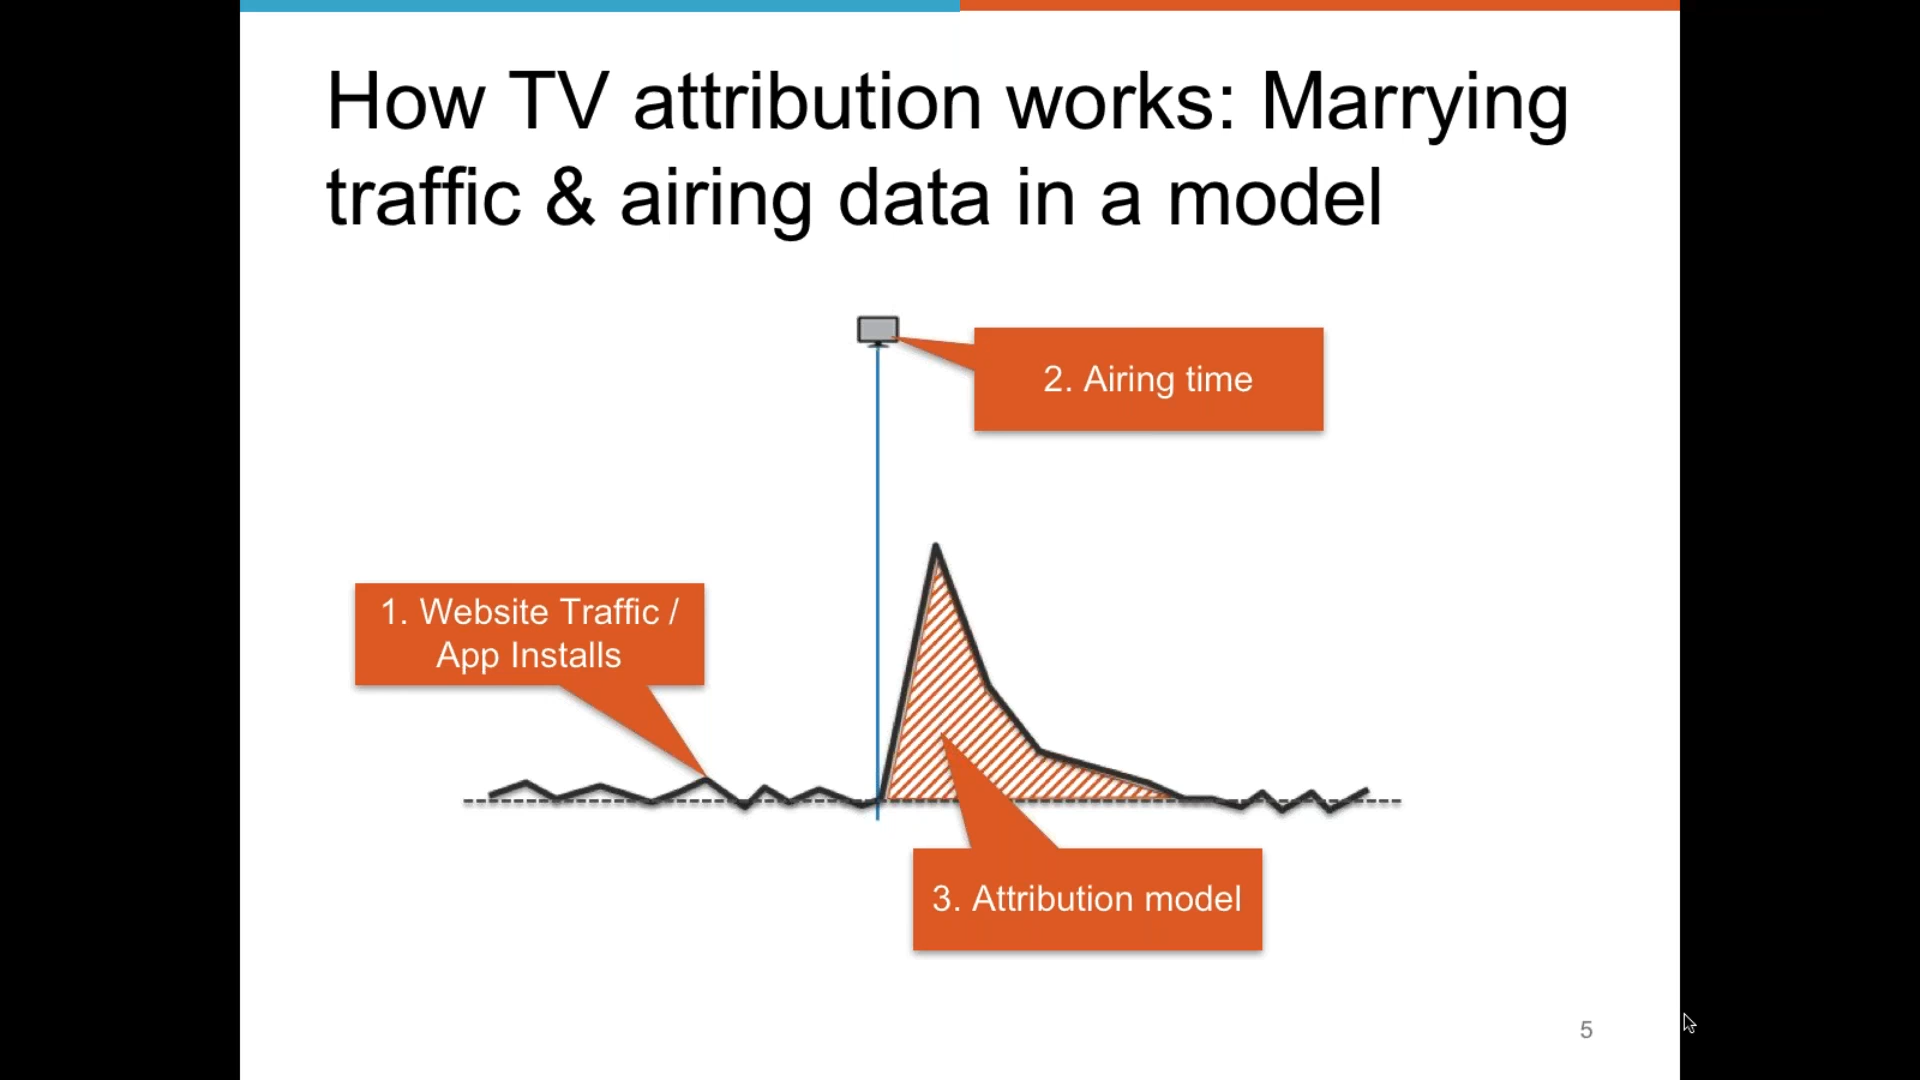 How TV attribution works: Marrying
traffic & airing data in a model
2. Airing time
1. Website Traffic /
App Installs
3. Attribution model
5